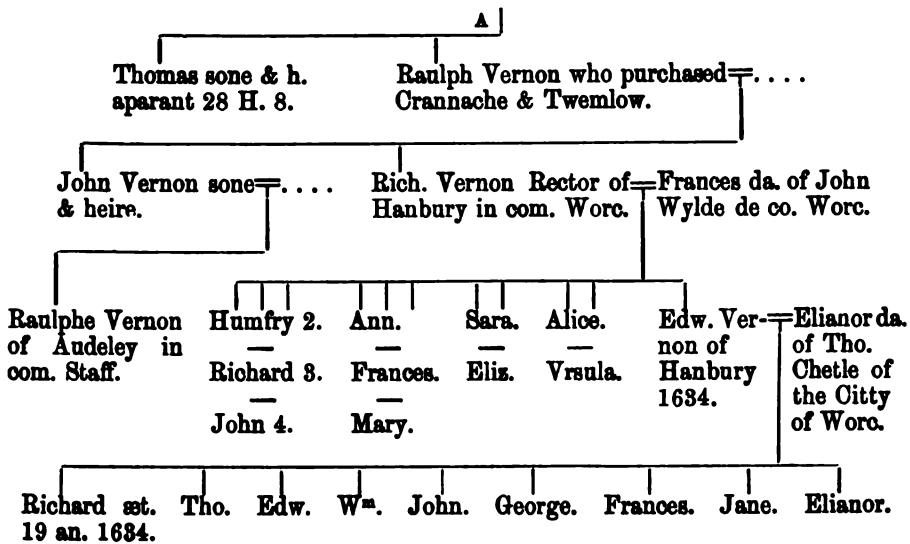 A
Thomas sone & h.
aparant 28 H. 8.
Raulph Vernon who purchased=....
Crannache & Twemlow.
John Vernon sone=....
& heire.
Rich. Vernon Rector of=Frances da. of John
Hanbury in com. Worc. Wylde de co. Worc.
Raulphe Vernon
of Audeley in
com. Staff.
Humfry 2.
—
Richard 3.
—
John 4.
Ann.
—
Frances.
—
Mary.
Sara.
—
Eliz.
Alice.
—
Vrsula.
Edw. Ver-
non of
Hanbury
1634.
=Elianor da.
of Tho.
Chetle of
the Citty
of Worc.
Richard æt.
19 an. 1634.
Tho.
Edw.
Wm.
John.
George.
Frances.
Jane.
Elianor.